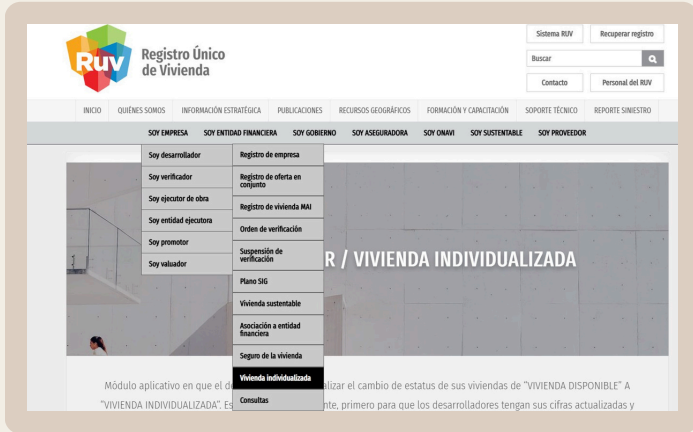 Ruv
Registro Único
de Vivienda
Sistema RUV
Recuperar registro
Buscar
Contacto
Personal del RUV
INICIO QUIÉNES SOMOS INFORMACIÓN ESTRATÉGICA PUBLICACIONES RECURSOS GEOGRÁFICOS FORMACIÓN Y CAPACITACIÓN SOPORTE TÉCNICO REPORTE SINIESTRO
SOY EMPRESA SOY ENTIDAD FINANCIERA SOY GOBIERNO SOY ASEGURADORA SOY ONAVI SOY SUSTENTABLE SOY PROVEEDOR
Soy desarrollador
Soy verificador
Soy ejecutor de obra
Soy entidad ejecutora
Soy promotor
Soy valuador
Registro de empresa
Registro de oferta en
conjunto
Registro de vivienda MAI
Orden de verificación
Suspensión de
verificación
Plano SIG
Vivienda sustentable
Asociación a entidad
financiera
Seguro de la vivienda
Vivienda individualizada
Consultas
R / VIVIENDA INDIVIDUALIZADA
Módulo aplicativo en que el de lizar el cambio de estatus de sus viviendas de "VIVIENDA DISPONIBLE" A
"VIVIENDA INDIVIDUALIZADA". Es nte, primero para que los desarrolladores tengan sus cifras actualizadas y